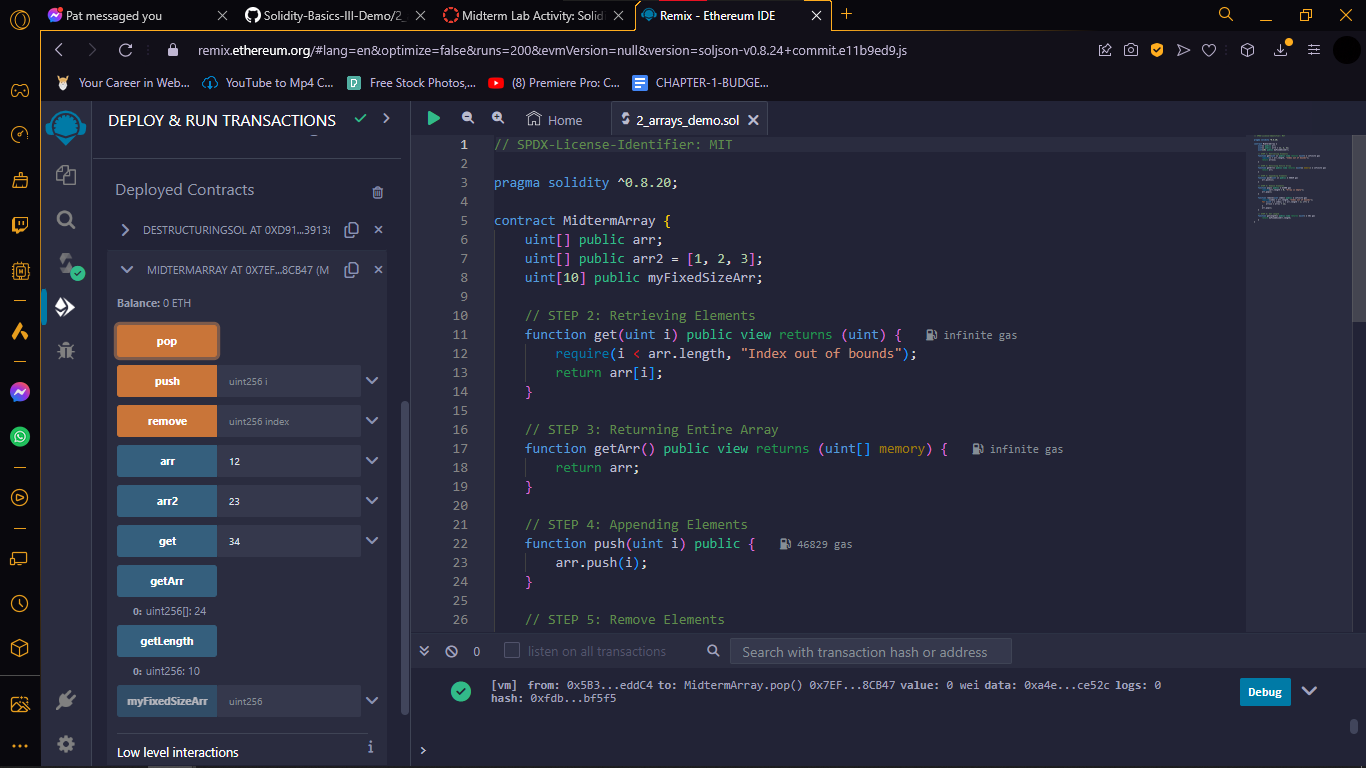 Pat messaged you
Solidity-Basics-III-Demo/2_
Midterm Lab Activity: Solid
Remix - Ethereum IDE
remix.ethereum.org/#lang=en&optimize=false&runs=200&evmVersion=null&version=soljson-v0.8.24+commit.e11b9ed9.js
Your Career in Web...
YouTube to Mp4 C...
Free Stock Photos,...
(8) Premiere Pro: C...
CHAPTER-1-BUDGE...
DEPLOY & RUN TRANSACTIONS
Deployed Contracts
DESTRUCTURINGSOL AT 0XD91...39138
MIDTERMARRAY AT 0X7EF...8CB47 (M
Balance: 0 ETH
pop
push uint256 i
remove uint256 index
arr 12
arr2 23
get 34
getArr
0: uint256[]: 24
getLength
0: uint256: 10
myFixedSizeArr uint256
Low level interactions
i
Home
2_arrays_demo.sol
1 // SPDX-License-Identifier: MIT
2
3 pragma solidity ^0.8.20;
4
5 contract MidtermArray {
6 uint[] public arr;
7 uint[] public arr2 = [1, 2, 3];
8 uint[10] public myFixedSizeArr;
9
10 // STEP 2: Retrieving Elements
11 function get(uint i) public view returns (uint) { infinite gas
12 require(i < arr.length, "Index out of bounds");
13 return arr[i];
14 }
15
16 // STEP 3: Returning Entire Array
17 function getArr() public view returns (uint[] memory) { infinite gas
18 return arr;
19 }
20
21 // STEP 4: Appending Elements
22 function push(uint i) public { 46829 gas
23 arr.push(i);
24 }
25
26 // STEP 5: Remove Elements
0
listen on all transactions
Search with transaction hash or address
[vm] from: 0x5B3...eddC4 to: MidtermArray.pop() 0x7EF...8CB47 value: 0 wei data: 0xa4e...ce52c logs: 0
hash: 0xfdb...bf5f5
Debug
>